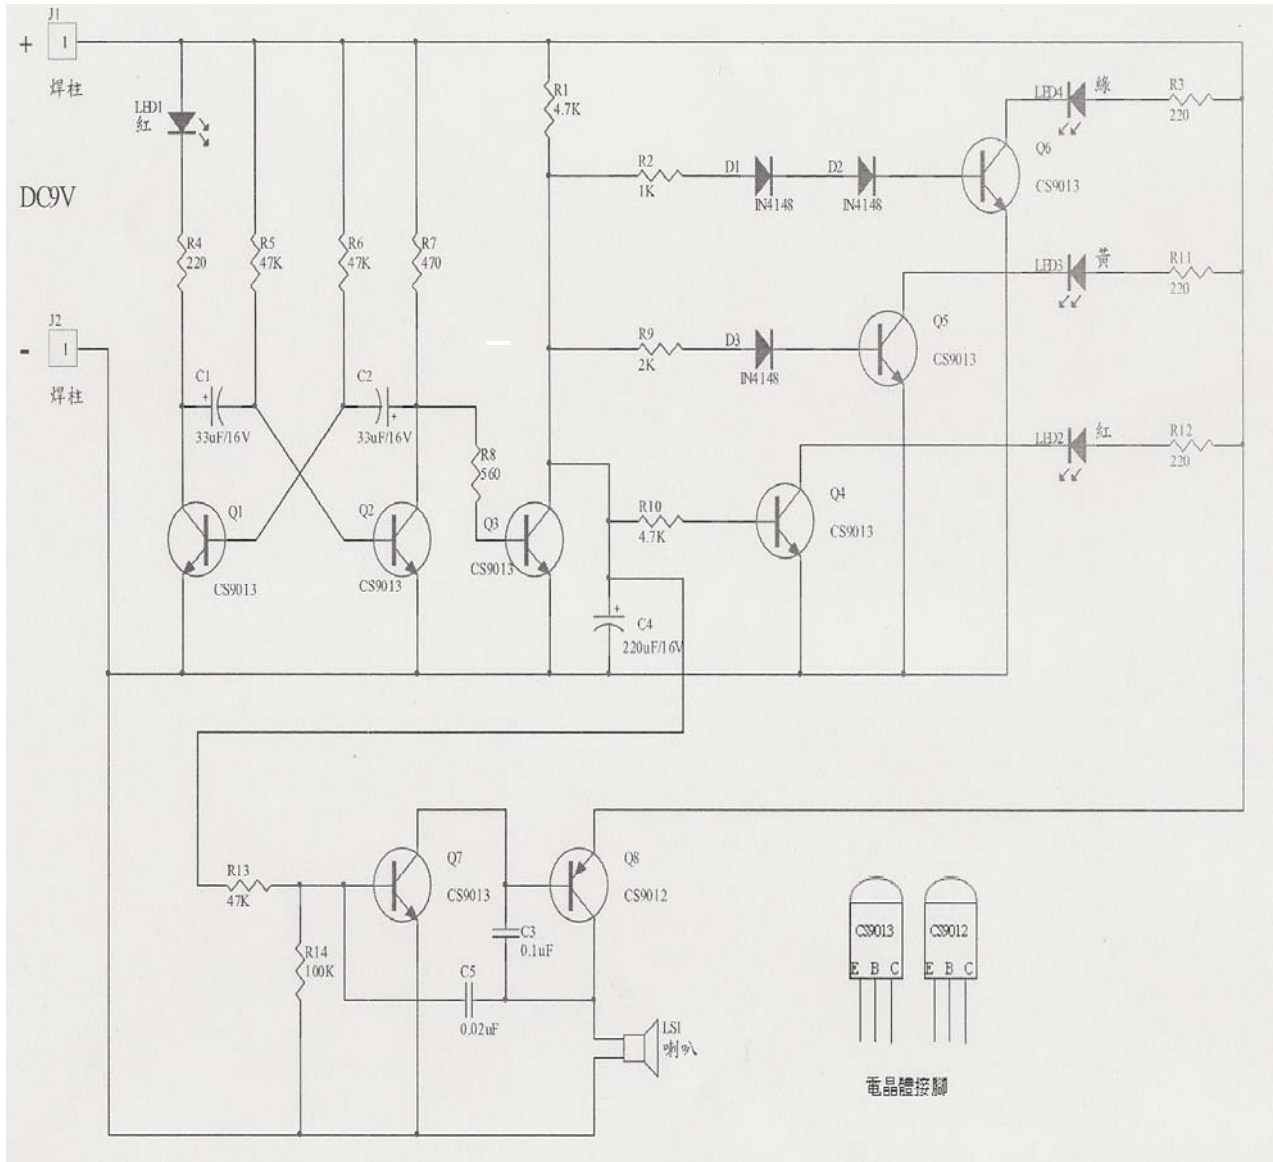 J1
+
1
焊柱
LED1
紅
DC9V
R4
220
R5
47K
R6
47K
R7
470
R1
4.7K
R2
1K
D1
IN4148
D2
IN4148
Q6
CS9013
LED4
綠
R3
220
J2
-
1
焊柱
C1
+
33uF/16V
C2
+
33uF/16V
R8
560
R9
2K
D3
IN4148
Q5
CS9013
LED3
黃
R11
220
Q1
CS9013
Q2
CS9013
Q3
CS9013
R10
4.7K
Q4
CS9013
LED2
紅
R12
220
+
C4
220uF/16V
R13
47K
R14
100K
Q7
CS9013
Q8
CS9012
C3
0.1uF
C5
0.02uF
LS1
喇叭
CS9013
E B C
CS9012
E B C
電晶體接腳